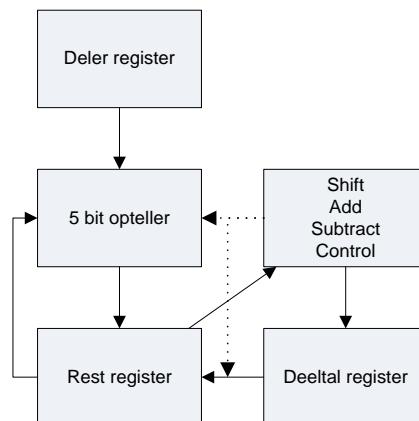 Deler register
5 bit opteller
Shift
Add
Subtract
Control
Rest register
Deeltal register